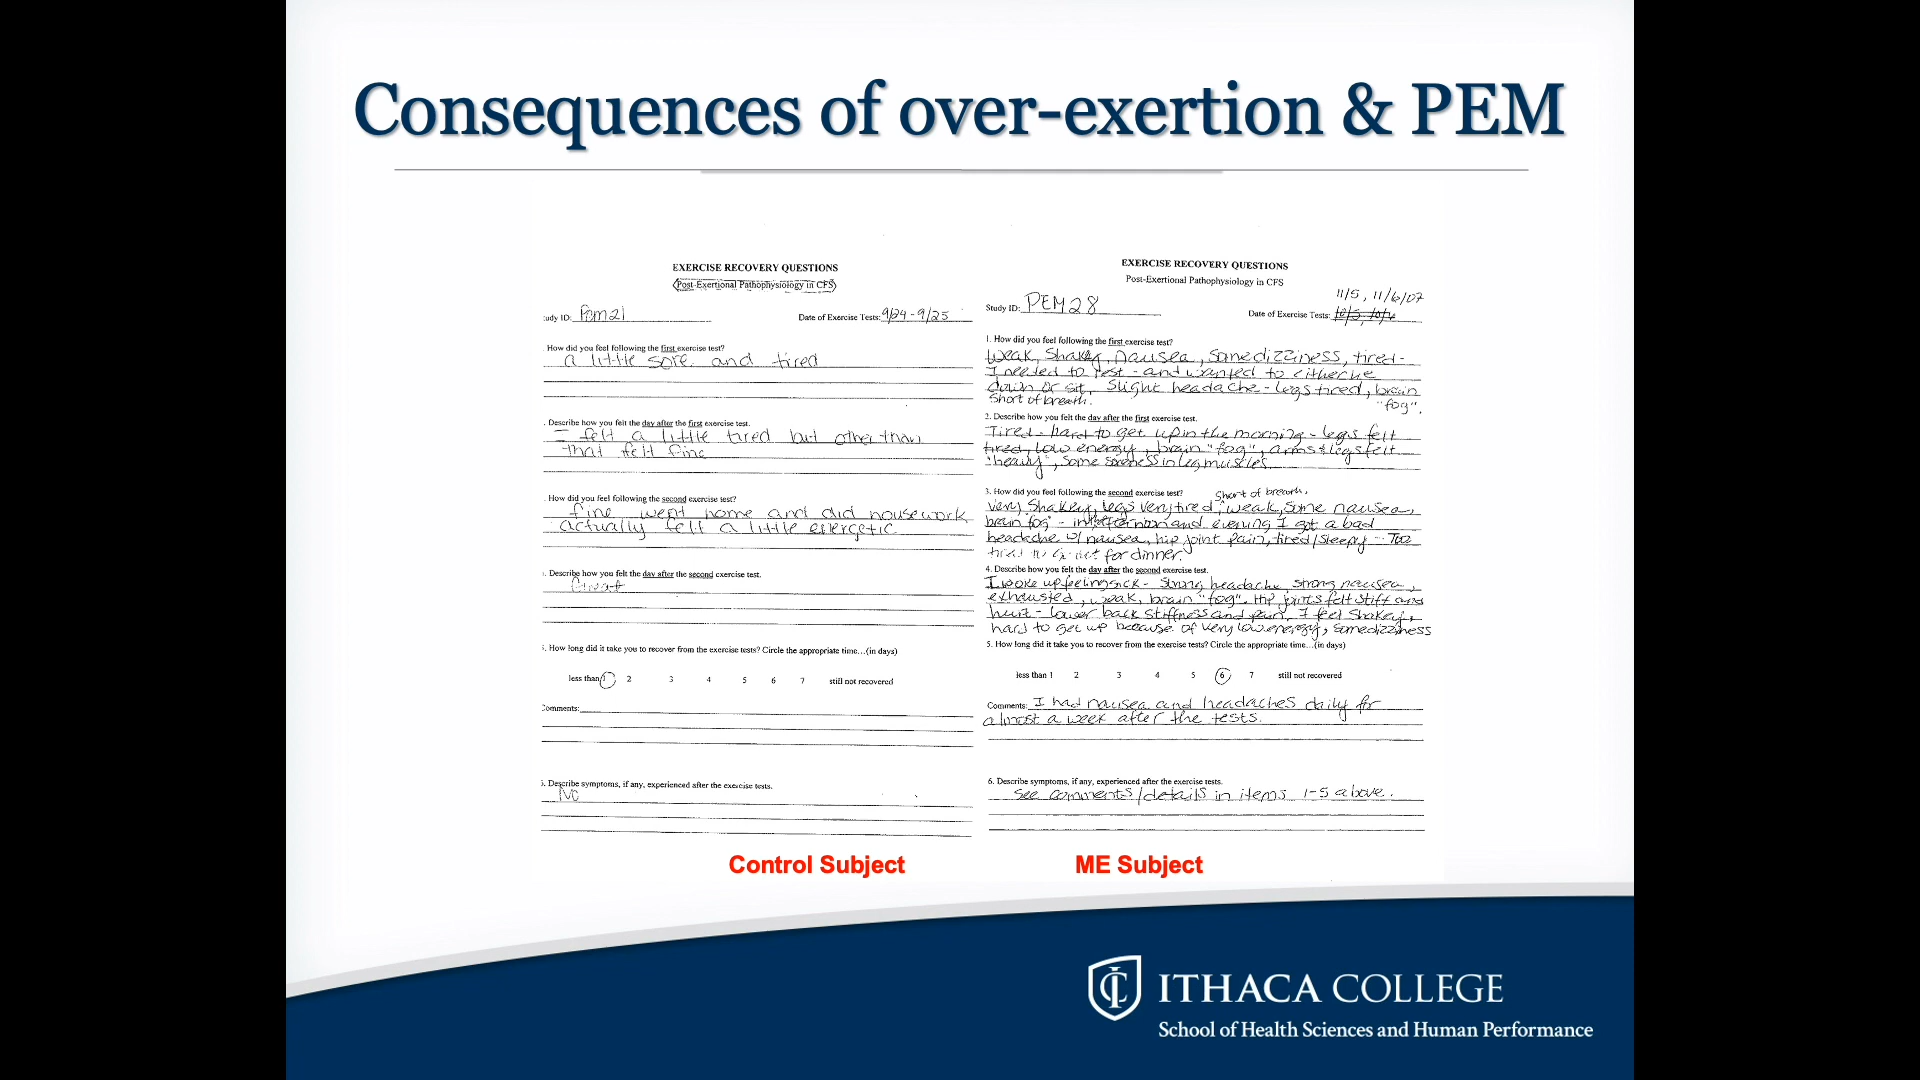 Consequences of over-exertion & PEM
EXERCISE RECOVERY QUESTIONS
Post-Exertional Pathophysiology in CFS
udy ID: Pem21
Date of Exercise Tests: 9/24-9/25
. How did you feel following the first exercise test?
a little sore and tired
. Describe how you felt the day after the first exercise test.
I felt a little tired but other than
that felt fine
. How did you feel following the second exercise test?
fine went home and did housework
actually felt a little energetic
. Describe how you felt the day after the second exercise test.
Great
. How long did it take you to recover from the exercise tests? Circle the appropriate time...(in days)
less than 1 2 3 4 5 6 7 still not recovered
Comments:
. Describe symptoms, if any, experienced after the exercise tests.
No
Control Subject
EXERCISE RECOVERY QUESTIONS
Post-Exertional Pathophysiology in CFS
11/5, 11/6/07
Study ID: PEM28
Date of Exercise Tests:
1. How did you feel following the first exercise test?
Weak, Shakey, nausea, some dizziness, tired-
I needed to rest - and wanted to either lie
down or sit. Slight headache - legs tired, brain
Short of breath. "fog".
2. Describe how you felt the day after the first exercise test.
Tired - hard to get up in the morning - legs felt
tired, low energy, brain "fog", arms & legs felt
"heavy", some soreness in leg muscles.
3. How did you feel following the second exercise test? Short of breath,
Very Shakey, legs very tired, weak, some nausea,
brain "fog" - in afternoon and evening I got a bad
headache w/ nausea, hip joint pain, tired/sleepy - Too
tired to go out for dinner.
4. Describe how you felt the day after the second exercise test.
I woke up feeling sick - Strong headache, strong nausea,
exhausted, weak, brain "fog". Hip joints felt stiff and
hurt - lower back stiffness and pain. I feel shakey,
hard to get up because of very low energy, some dizziness
5. How long did it take you to recover from the exercise tests? Circle the appropriate time...(in days)
less than 1 2 3 4 5 6 7 still not recovered
Comments: I had nausea and headaches daily for
almost a week after the tests.
6. Describe symptoms, if any, experienced after the exercise tests.
See comments/details in items 1-5 above.
ME Subject
ITHACA COLLEGE
School of Health Sciences and Human Performance